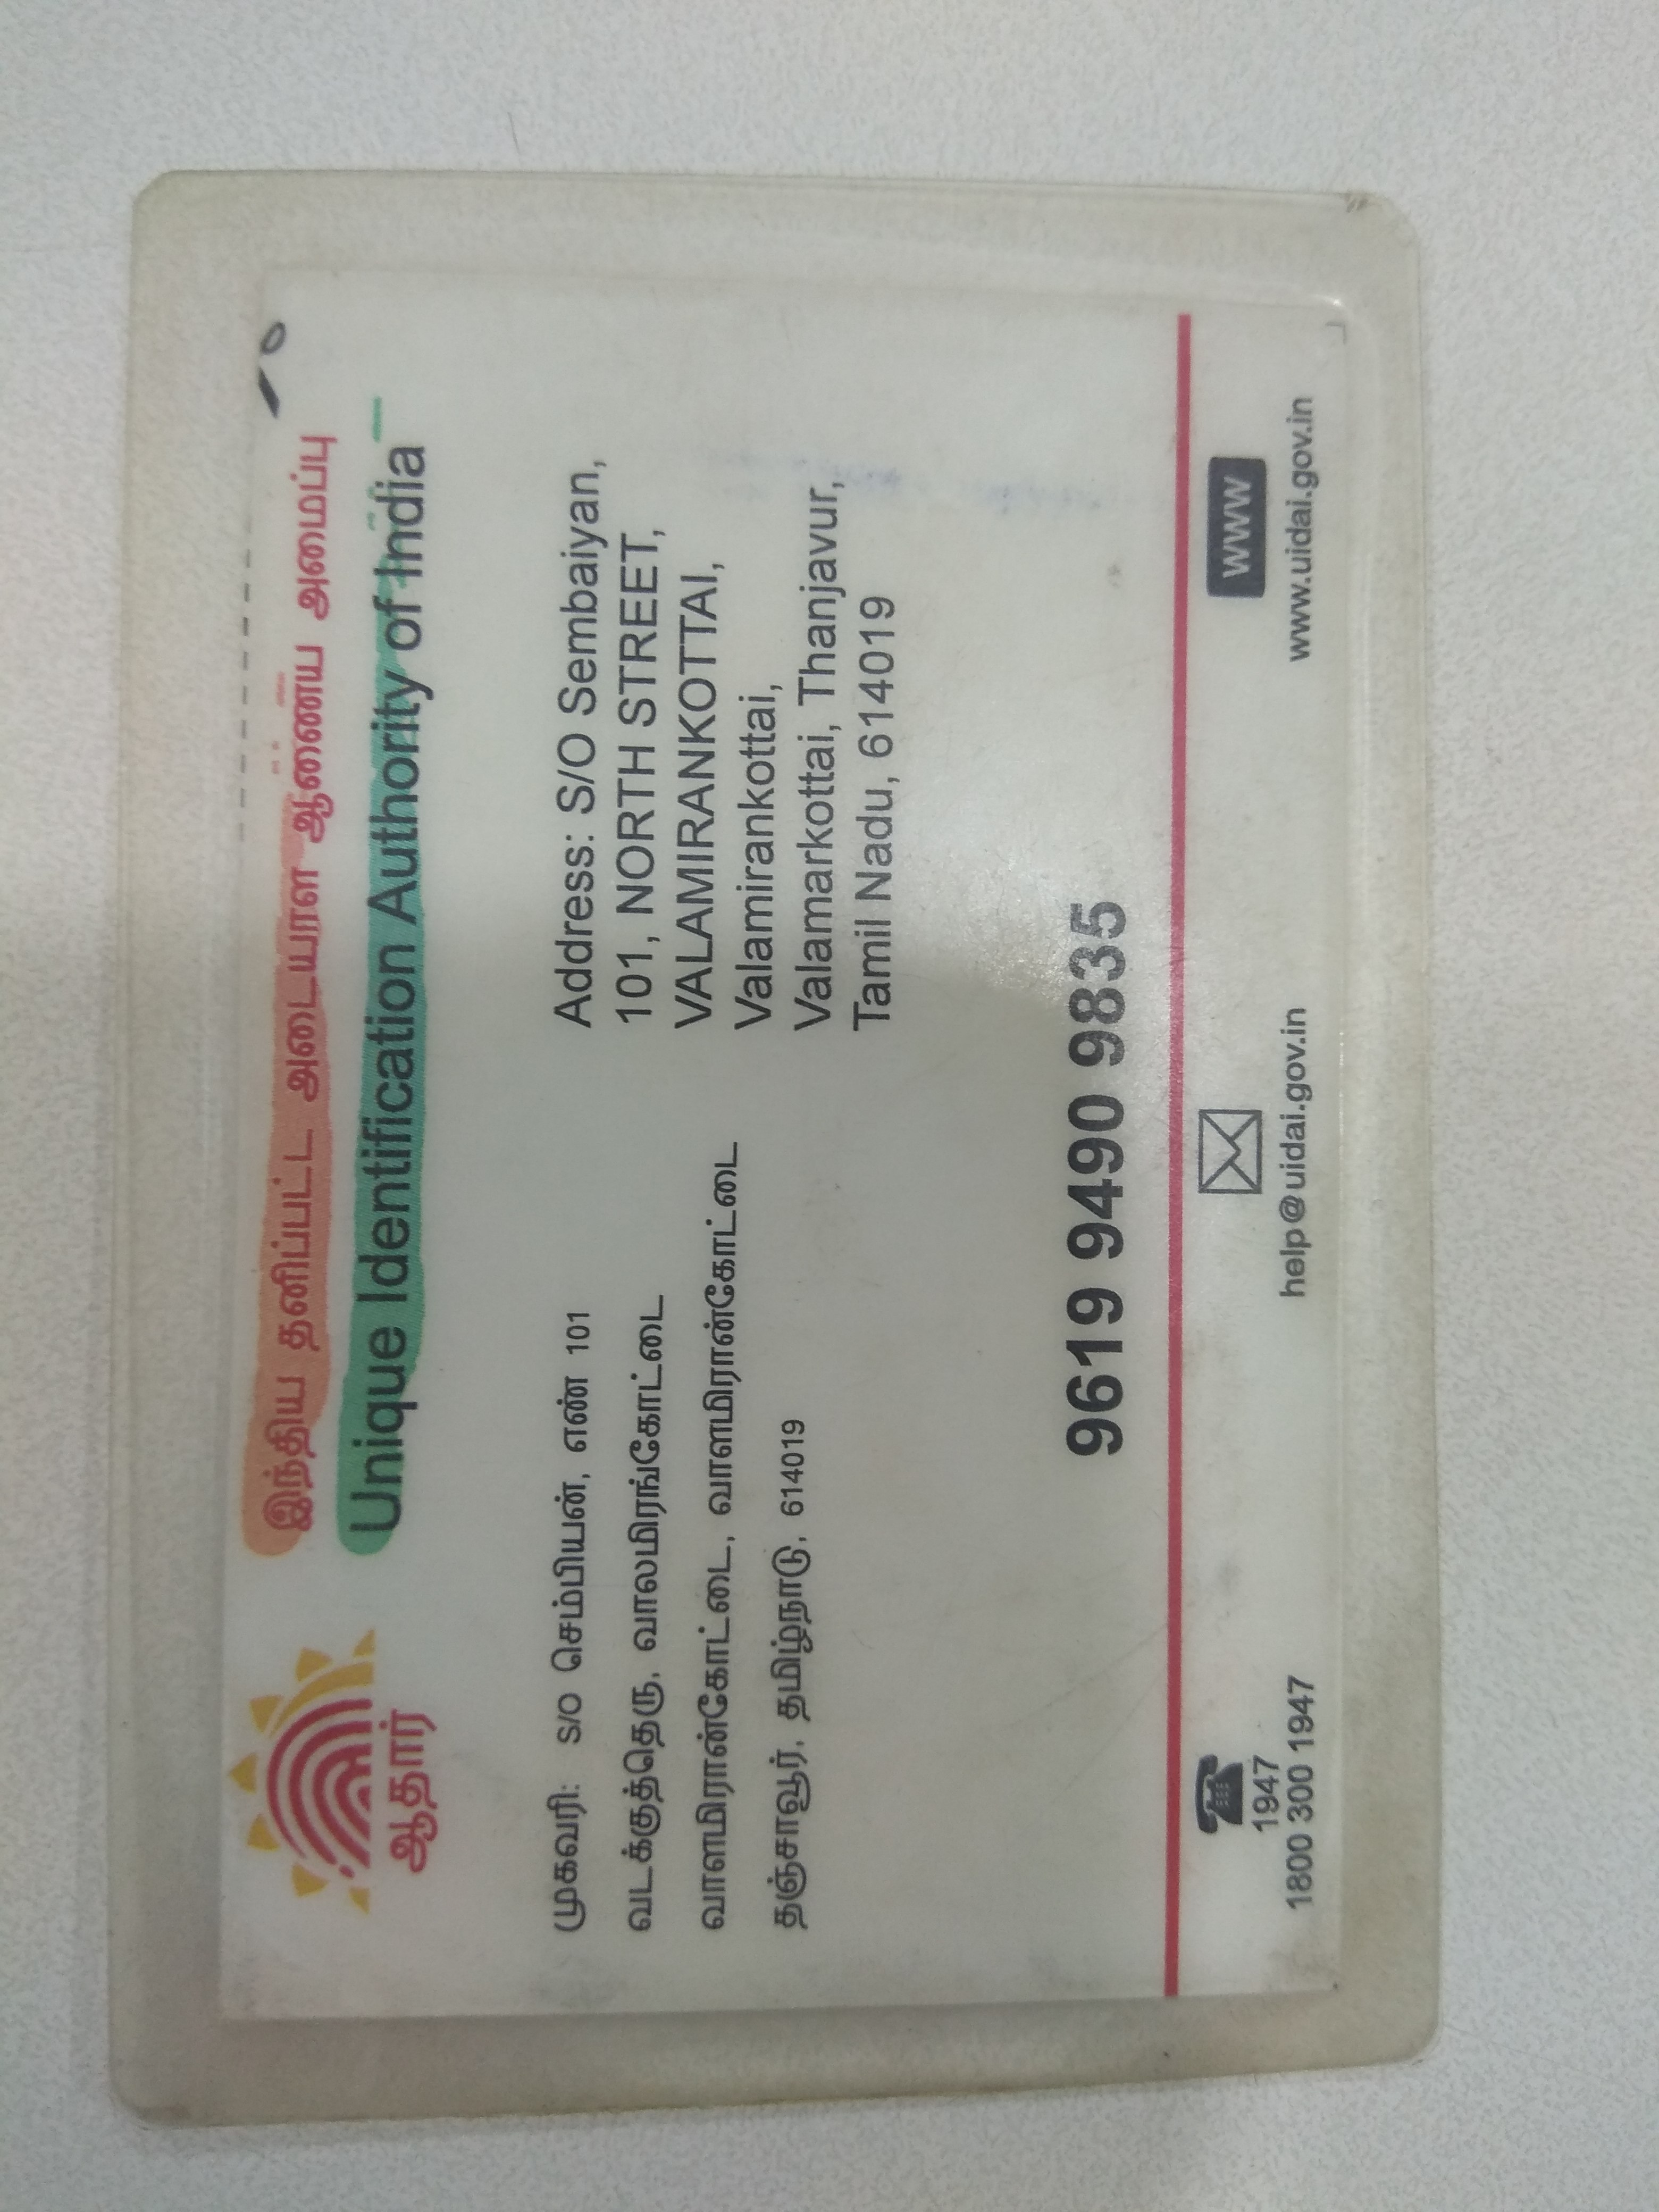 இந்திய தனிப்பட்ட அடையாள ஆணைய அமைப்பு
Unique Identification Authority of India
ஆதார்
முகவரி: S/O செம்பியன், எண் 101
வடக்குத்தெரு, வாலமிரங்கோட்டை
வாளமிரான்கோட்டை, வாளமிரான்கோட்டை
தஞ்சாவூர், தமிழ்நாடு, 614019
Address: S/O Sembaiyan,
101, NORTH STREET,
VALAMIRANKOTTAI,
Valamirankottai,
Valamarkottai, Thanjavur,
Tamil Nadu, 614019
9619 9490 9835
1947
1800 300 1947
help@uidai.gov.in
WWW
www.uidai.gov.in